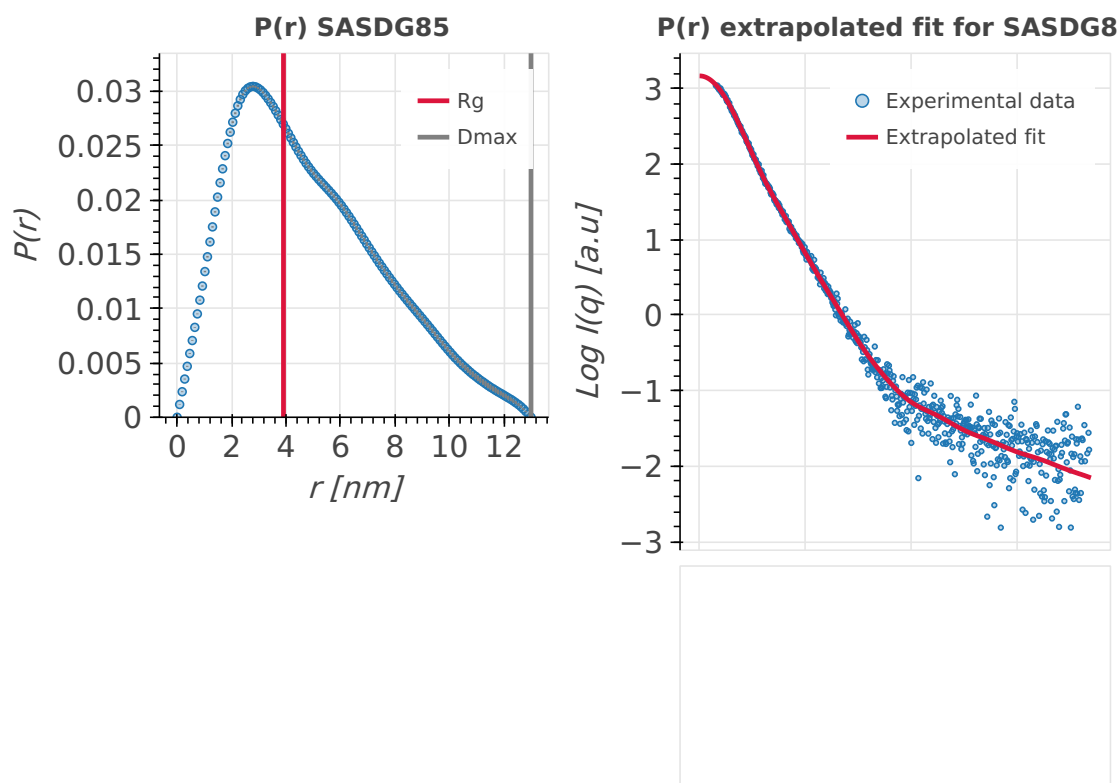 P(r) SASDG85
P(r)
0.03
0.025
0.02
0.015
0.01
0.005
0
0 2 4 6 8 10 12
r [nm]
Rg
Dmax
P(r) extrapolated fit for SASDG8
Log I(q) [a.u]
3
2
1
0
−1
−2
−3
Experimental data
Extrapolated fit